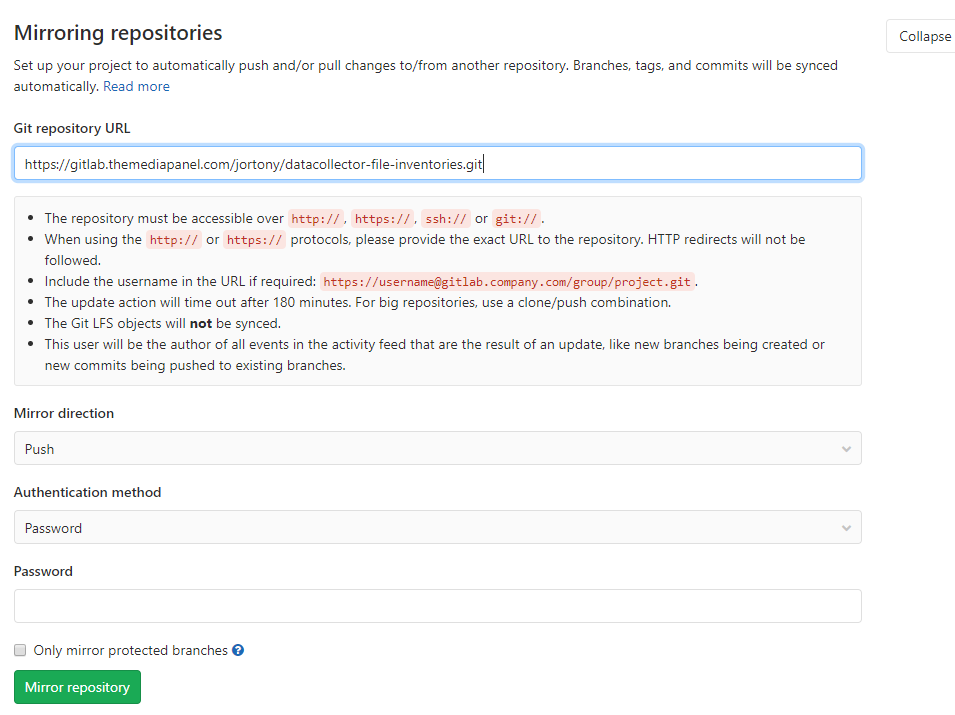 Mirroring repositories
Collapse
Set up your project to automatically push and/or pull changes to/from another repository. Branches, tags, and commits will be synced
automatically. Read more
Git repository URL
https://gitlab.themediapanel.com/jortony/datacollector-file-inventories.git
The repository must be accessible over http://, https://, ssh:// or git://.
When using the http:// or https:// protocols, please provide the exact URL to the repository. HTTP redirects will not be
followed.
Include the username in the URL if required: https://username@gitlab.company.com/group/project.git.
The update action will time out after 180 minutes. For big repositories, use a clone/push combination.
The Git LFS objects will not be synced.
This user will be the author of all events in the activity feed that are the result of an update, like new branches being created or
new commits being pushed to existing branches.
Mirror direction
Push
Authentication method
Password
Password
Only mirror protected branches ?
Mirror repository